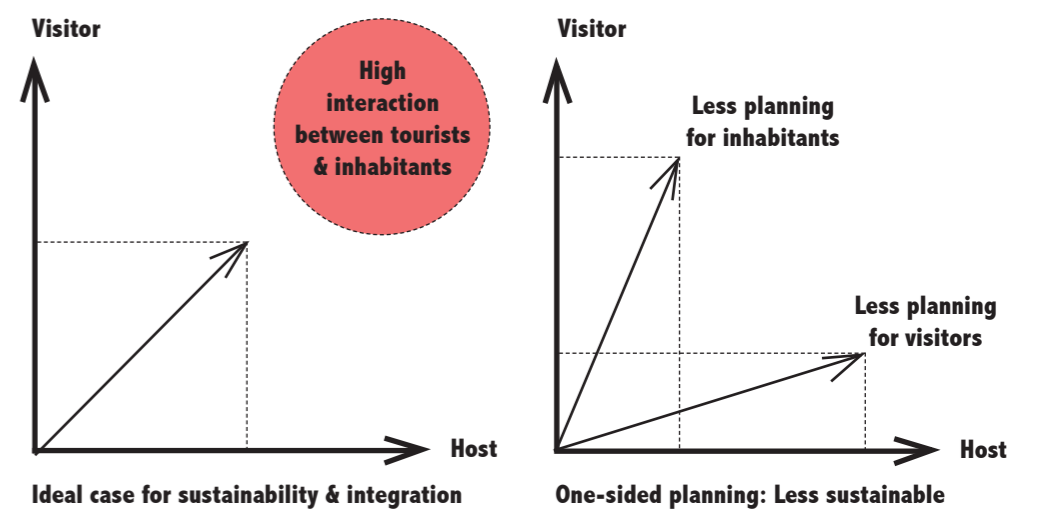 Visitor
High
interaction
between tourists
& inhabitants
Host
Ideal case for sustainability & integration
Visitor
Less planning
for inhabitants
Less planning
for visitors
Host
One-sided planning: Less sustainable